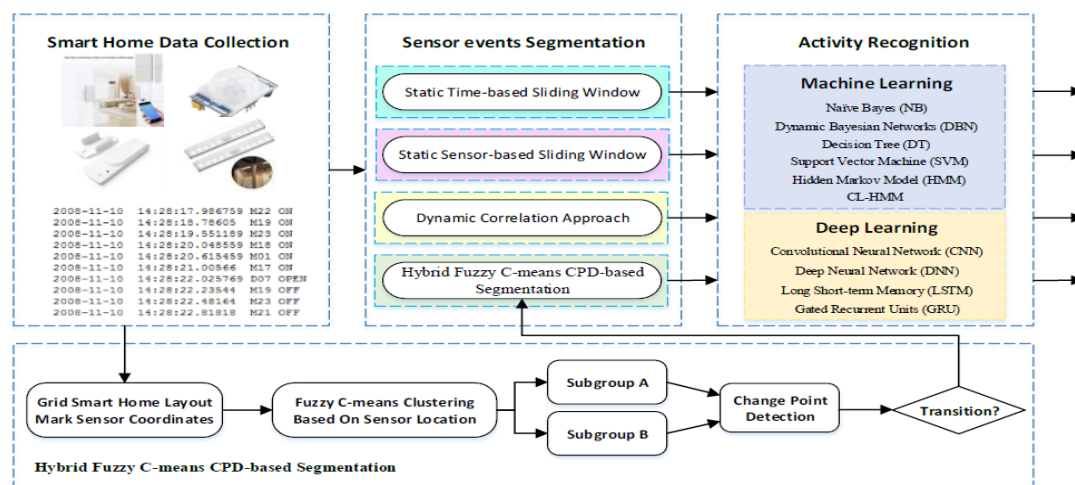 Smart Home Data Collection
2008-11-10 14:28:17.986759 M22 ON
2008-11-10 14:28:18.78605 M19 ON
2008-11-10 14:28:19.551189 M23 ON
2008-11-10 14:28:20.048559 M18 ON
2008-11-10 14:28:20.615459 M01 ON
2008-11-10 14:28:21.00566 M17 ON
2008-11-10 14:28:22.025769 D07 OPEN
2008-11-10 14:28:22.23544 M19 OFF
2008-11-10 14:28:22.48164 M23 OFF
2008-11-10 14:28:22.81818 M21 OFF
Sensor events Segmentation
Static Time-based Sliding Window
Static Sensor-based Sliding Window
Dynamic Correlation Approach
Hybrid Fuzzy C-means CPD-based
Segmentation
Activity Recognition
Machine Learning
Naïve Bayes (NB)
Dynamic Bayesian Networks (DBN)
Decision Tree (DT)
Support Vector Machine (SVM)
Hidden Markov Model (HMM)
CL-HMM
Deep Learning
Convolutional Neural Network (CNN)
Deep Neural Network (DNN)
Long Short-term Memory (LSTM)
Gated Recurrent Units (GRU)
Grid Smart Home Layout
Mark Sensor Coordinates
Fuzzy C-means Clustering
Based On Sensor Location
Subgroup A
Subgroup B
Change Point
Detection
Transition?
Hybrid Fuzzy C-means CPD-based Segmentation